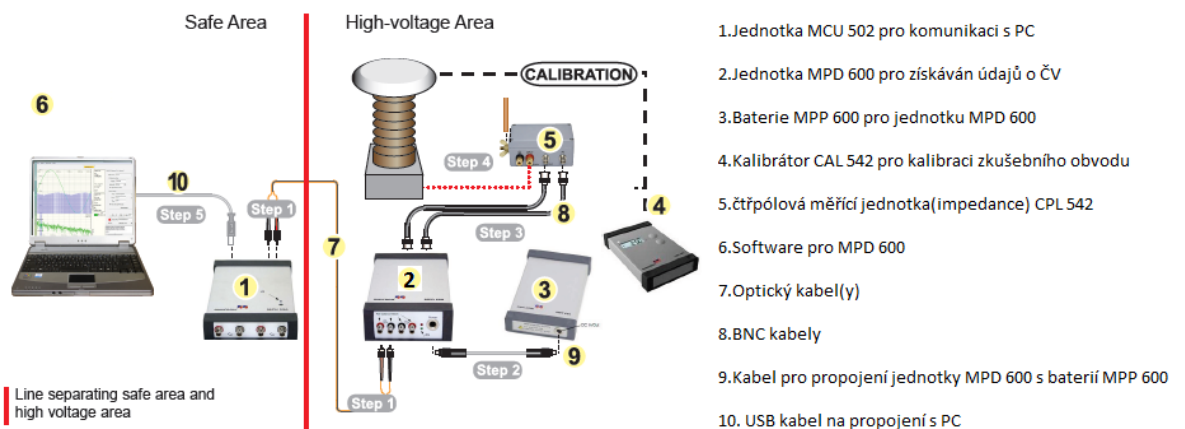 Safe Area
High-voltage Area
CALIBRATION
6
5
Step 4
10
Step 5
Step 1
8
Step 3
4
7
1
2
3
9
Step 2
Step 1
Line separating safe area and
high voltage area
1.Jednotka MCU 502 pro komunikaci s PC
2.Jednotka MPD 600 pro získáván údajů o ČV
3.Baterie MPP 600 pro jednotku MPD 600
4.Kalibrátor CAL 542 pro kalibraci zkušebního obvodu
5.čtřpólová měřící jednotka(impedance) CPL 542
6.Software pro MPD 600
7.Optický kabel(y)
8.BNC kabely
9.Kabel pro propojení jednotky MPD 600 s baterií MPP 600
10. USB kabel na propojení s PC